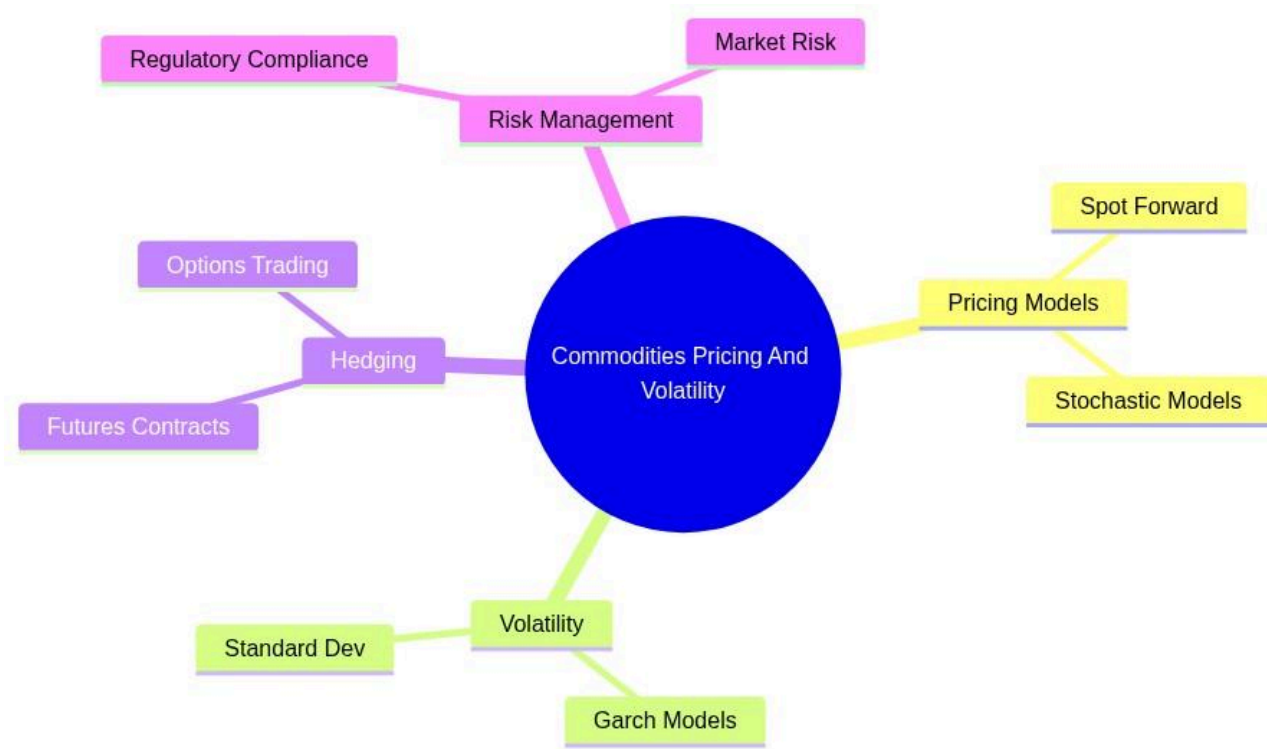 Market Risk
Regulatory Compliance
Risk Management
Spot Forward
Options Trading
Pricing Models
Hedging
Commodities Pricing And
Volatility
Stochastic Models
Futures Contracts
Volatility
Standard Dev
Garch Models